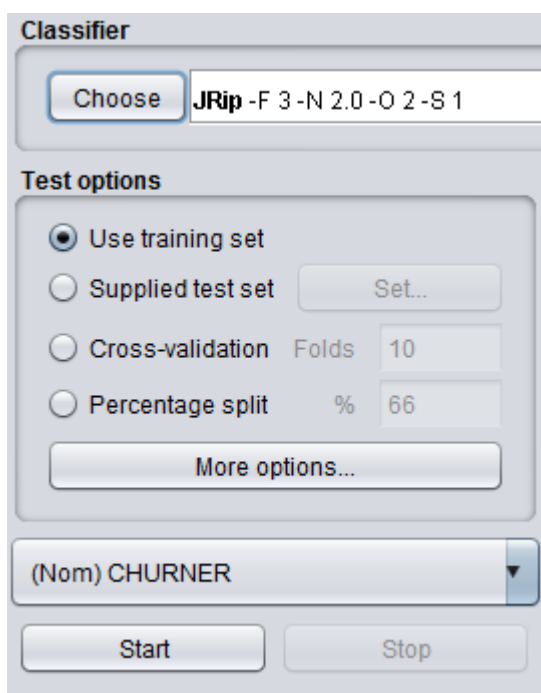 Classifier
Choose JRip -F 3 -N 2.0 -O 2 -S 1
Test options
Use training set
Supplied test set Set...
Cross-validation Folds 10
Percentage split % 66
More options...
(Nom) CHURNER
Start Stop